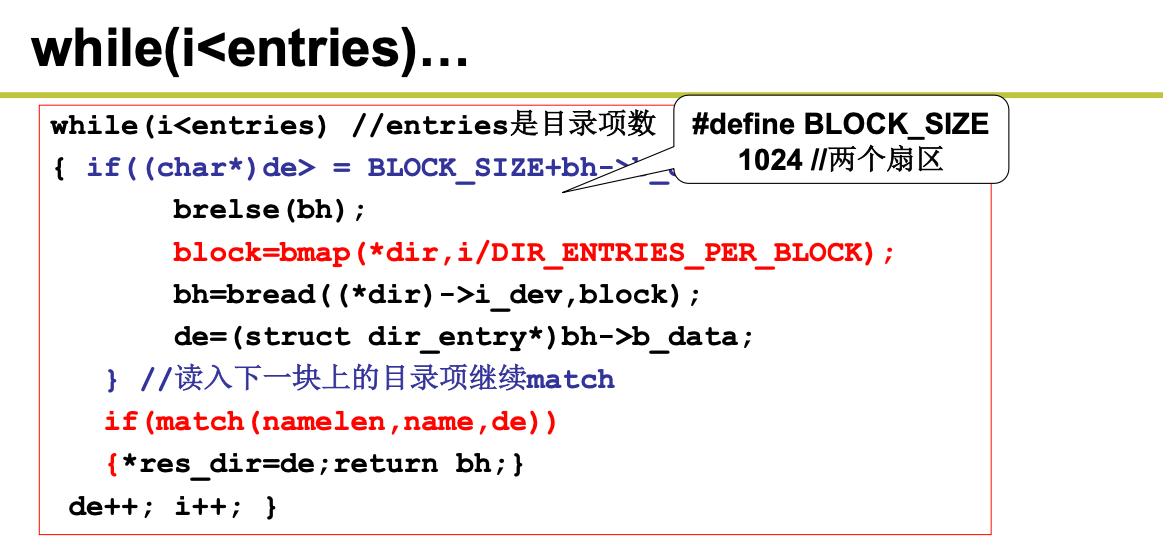 while(i<entries)…
while(i<entries) //entries是目录项数
#define BLOCK_SIZE
1024 //两个扇区
{ if((char*)de> = BLOCK_SIZE+bh->
brelse(bh);
block=bmap(*dir,i/DIR_ENTRIES_PER_BLOCK);
bh=bread((*dir)->i_dev,block);
de=(struct dir_entry*)bh->b_data;
} //读入下一块上的目录项继续match
if(match(namelen,name,de))
{*res_dir=de;return bh;}
de++; i++; }